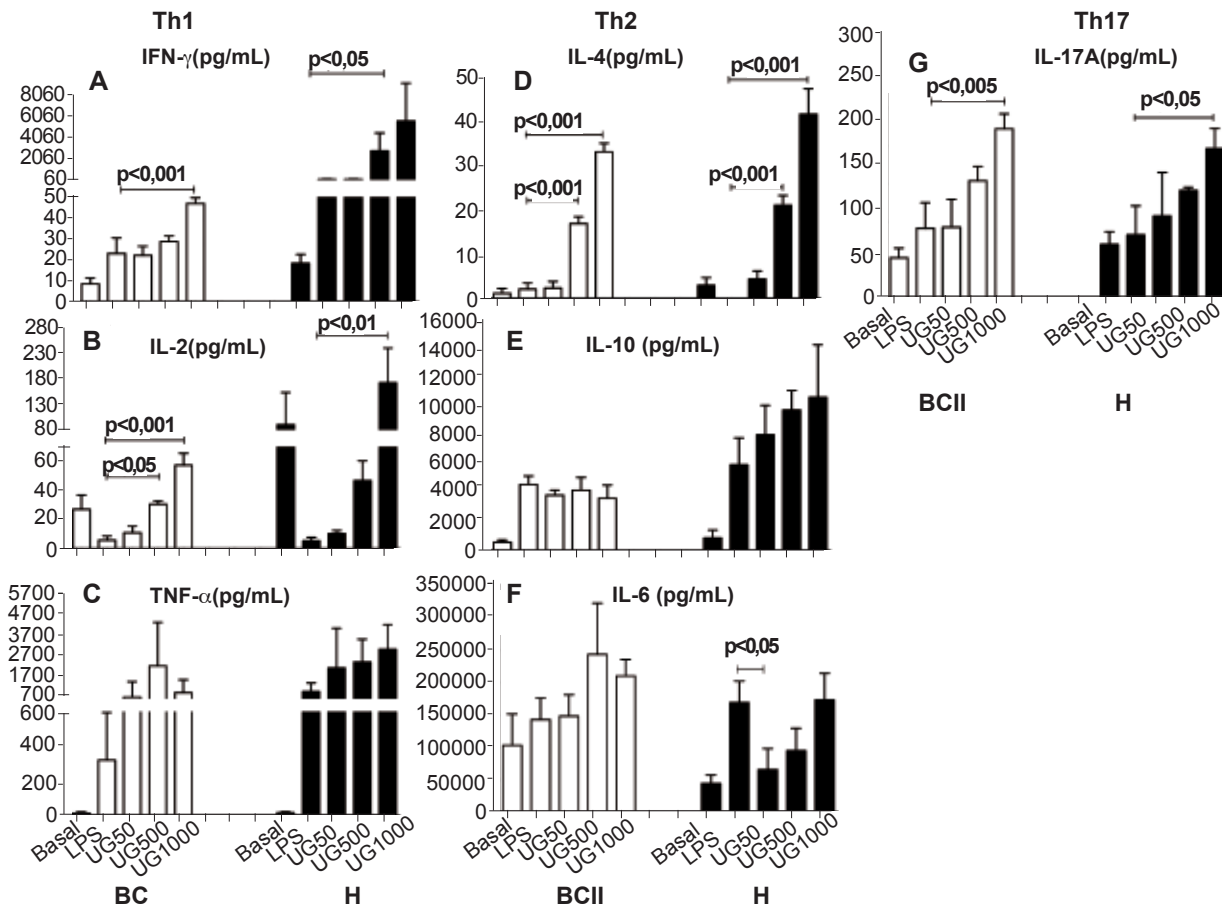 Th1
Th2
Th17
A
IFN-γ(pg/mL)
p<0,05
p<0,001
8060
6060
4060
2060
60
50
40
30
20
10
0
D
IL-4(pg/mL)
p<0,001
p<0,001
p<0,001
p<0,001
50
40
30
20
10
0
G
IL-17A(pg/mL)
p<0,005
p<0,05
300
250
200
150
100
50
0
Basal
LPS
UG50
UG500
UG1000
Basal
LPS
UG50
UG500
UG1000
BCII
H
B
IL-2(pg/mL)
p<0,01
p<0,001
p<0,05
280
230
180
130
80
60
40
20
0
E
IL-10 (pg/mL)
16000
14000
12000
10000
8000
6000
4000
2000
0
C
TNF-α(pg/mL)
5700
4700
3700
2700
1700
700
600
400
200
0
Basal
LPS
UG50
UG500
UG1000
Basal
LPS
UG50
UG500
UG1000
BC
H
F
IL-6 (pg/mL)
p<0,05
350000
300000
250000
200000
150000
100000
50000
0
Basal
LPS
UG50
UG500
UG1000
Basal
LPS
UG50
UG500
UG1000
BCII
H